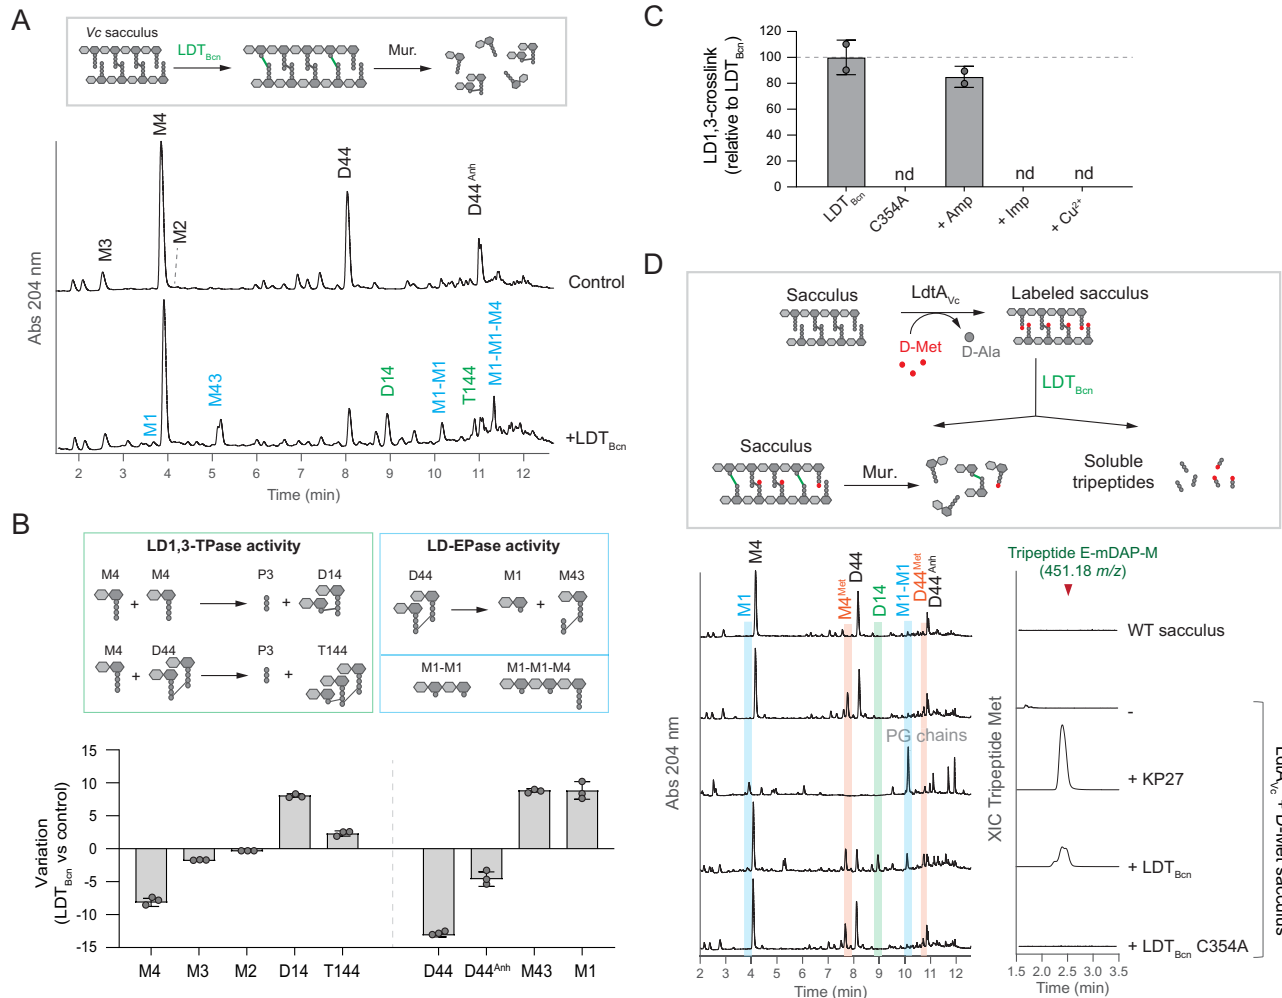 A
Vc sacculus
LDTBcn
Mur.
M4
D44
D44Anh
M3
M2
Control
Abs 204 nm
M1
M43
D14
M1-M1
T144
M1-M1-M4
+LDTBcn
2 3 4 5 6 7 8 9 10 11 12
Time (min)
B
LD1,3-TPase activity
M4 M4 P3 D14
+ +
M4 D44 P3 T144
+ +
LD-EPase activity
D44 M1 M43
+
M1-M1 M1-M1-M4
Variation
(LDTBcn vs control)
15
10
5
0
-5
-10
-15
M4 M3 M2 D14 T144 D44 D44Anh M43 M1
C
LD1,3-crosslink
(relative to LDTBcn)
120
100
80
60
40
20
0
nd nd nd
LDTBcn C354A + Amp + Imp + Cu2+
D
Sacculus
LdtAVc
Labeled sacculus
D-Met
D-Ala
LDTBcn
Sacculus
Mur.
Soluble
tripeptides
Abs 204 nm
M1
M4
M4Met
D44
D14
M1-M1
D44Met
D44Anh
PG chains
2 3 4 5 6 7 8 9 10 11 12
Time (min)
Tripeptide E-mDAP-M
(451.18 m/z)
XIC Tripeptide Met
WT sacculus
-
+ KP27
+ LDTBcn
+ LDTBcn C354A
LdtAVc + D-Met sacculus
1.5 2.0 2.5 3.0 3.5
Time (min)